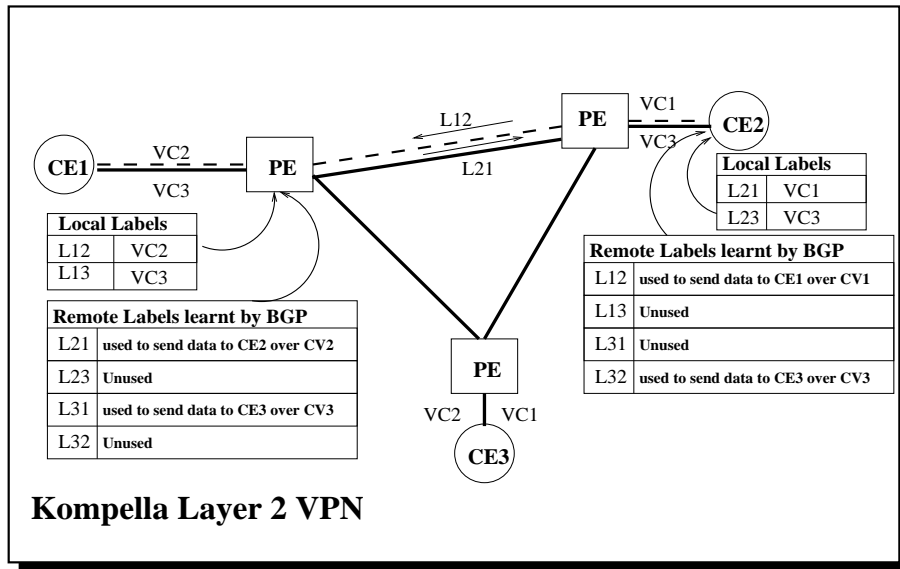 CE1
VC2
VC3
PE
L12
L21
PE
VC1
VC3
CE2
Local Labels
L21 VC1
L23 VC3
Local Labels
L12 VC2
L13 VC3
Remote Labels learnt by BGP
L12 used to send data to CE1 over CV1
L13 Unused
L31 Unused
L32 used to send data to CE3 over CV3
Remote Labels learnt by BGP
L21 used to send data to CE2 over CV2
L23 Unused
L31 used to send data to CE3 over CV3
L32 Unused
PE
VC2 VC1
CE3
Kompella Layer 2 VPN